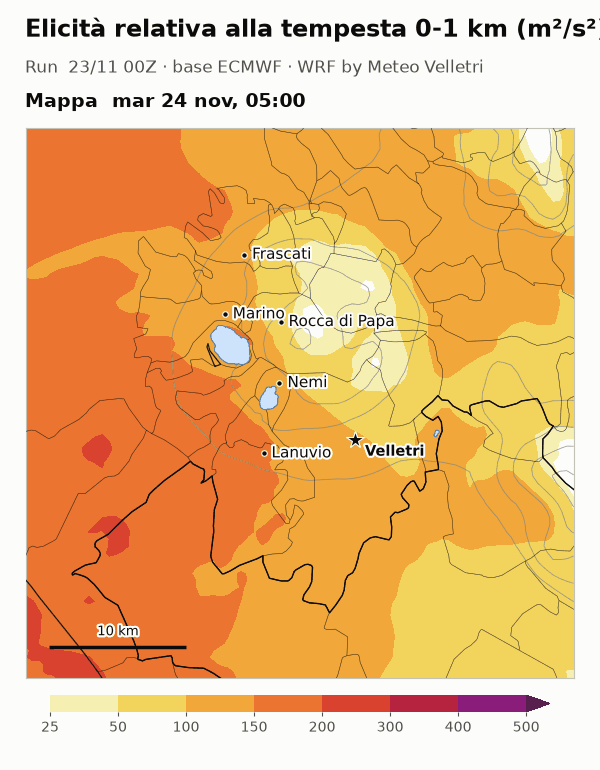 Elicità relativa alla tempesta 0-1 km (m²/s²)
Run  23/11 00Z · base ECMWF · WRF by Meteo Velletri
Mappa  mar 24 nov, 05:00
Frascati
Marino
Rocca di Papa
Nemi
Velletri
Lanuvio
10 km
25 50 100 150 200 300 400 500